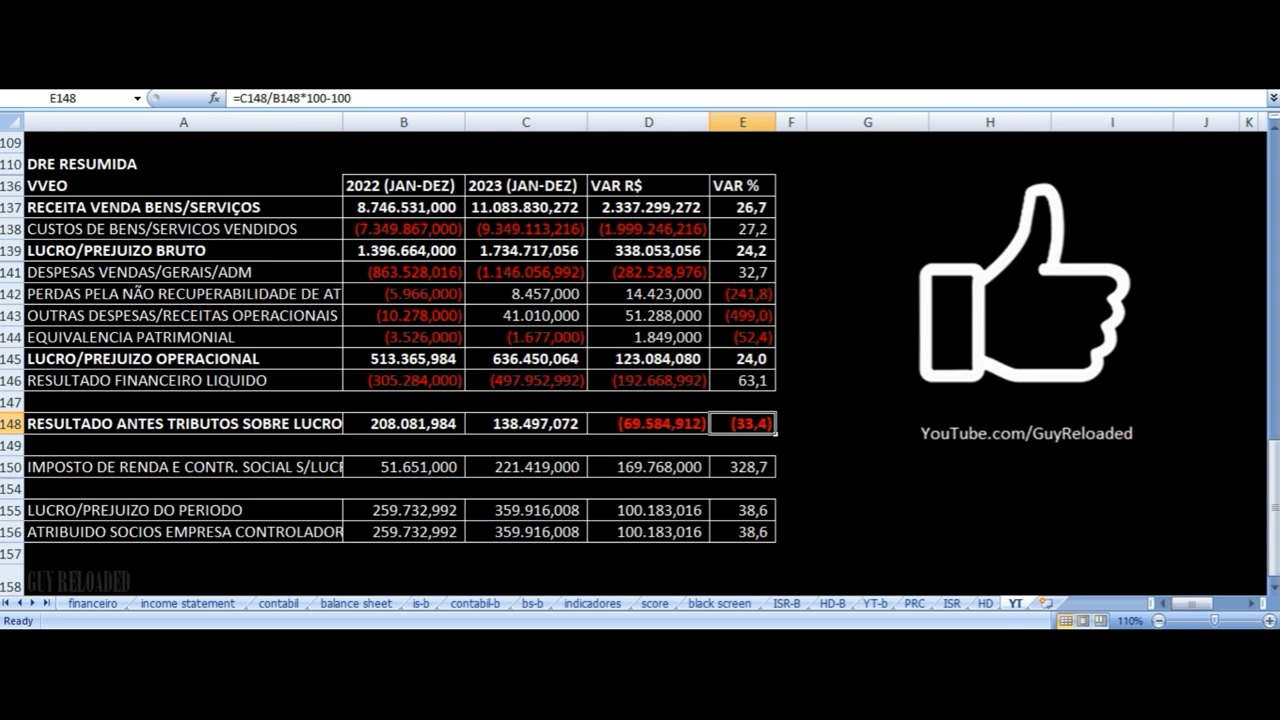 E148 fx =C148/B148*100-100
A B C D E F G H I J K
109
110 DRE RESUMIDA
136 VVEO 2022 (JAN-DEZ) 2023 (JAN-DEZ) VAR R$ VAR %
137 RECEITA VENDA BENS/SERVIÇOS 8.746.531,000 11.083.830,272 2.337.299,272 26,7
138 CUSTOS DE BENS/SERVICOS VENDIDOS (7.349.867,000) (9.349.113,216) (1.999.246,216) 27,2
139 LUCRO/PREJUIZO BRUTO 1.396.664,000 1.734.717,056 338.053,056 24,2
141 DESPESAS VENDAS/GERAIS/ADM (863.528,016) (1.146.056,992) (282.528,976) 32,7
142 PERDAS PELA NÃO RECUPERABILIDADE DE AT (5.966,000) 8.457,000 14.423,000 (241,8)
143 OUTRAS DESPESAS/RECEITAS OPERACIONAIS (10.278,000) 41.010,000 51.288,000 (499,0)
144 EQUIVALENCIA PATRIMONIAL (3.526,000) (1.677,000) 1.849,000 (52,4)
145 LUCRO/PREJUIZO OPERACIONAL 513.365,984 636.450,064 123.084,080 24,0
146 RESULTADO FINANCEIRO LIQUIDO (305.284,000) (497.952,992) (192.668,992) 63,1
147
148 RESULTADO ANTES TRIBUTOS SOBRE LUCRO 208.081,984 138.497,072 (69.584,912) (33,4)
YouTube.com/GuyReloaded
149
150 IMPOSTO DE RENDA E CONTR. SOCIAL S/LUCR 51.651,000 221.419,000 169.768,000 328,7
154
155 LUCRO/PREJUIZO DO PERIODO 259.732,992 359.916,008 100.183,016 38,6
156 ATRIBUIDO SOCIOS EMPRESA CONTROLADOR 259.732,992 359.916,008 100.183,016 38,6
157
158 GUY RELOADED
financeiro income statement contabil balance sheet is-b contabil-b bs-b indicadores score black screen ISR-B HD-B YT-b PRC ISR HD YT
Ready 110%